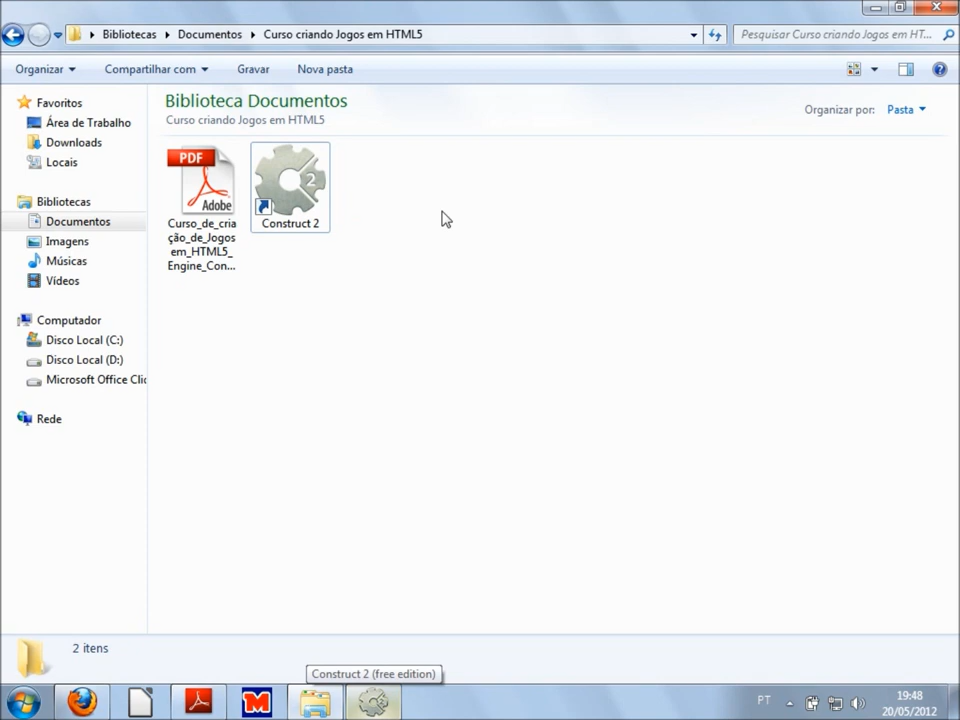 Bibliotecas Documentos Curso criando Jogos em HTML5
Pesquisar Curso criando Jogos em HT...
Organizar Compartilhar com Gravar Nova pasta
Favoritos
Área de Trabalho
Downloads
Locais
Bibliotecas
Documentos
Imagens
Músicas
Vídeos
Computador
Disco Local (C:)
Disco Local (D:)
Microsoft Office Clic
Rede
Biblioteca Documentos
Curso criando Jogos em HTML5
Organizar por: Pasta
PDF
Adobe
Curso_de_cria
ção_de_Jogos
em_HTML5_
Engine_Con...
2
Construct 2
2 itens
Construct 2 (free edition)
PT
19:48
20/05/2012